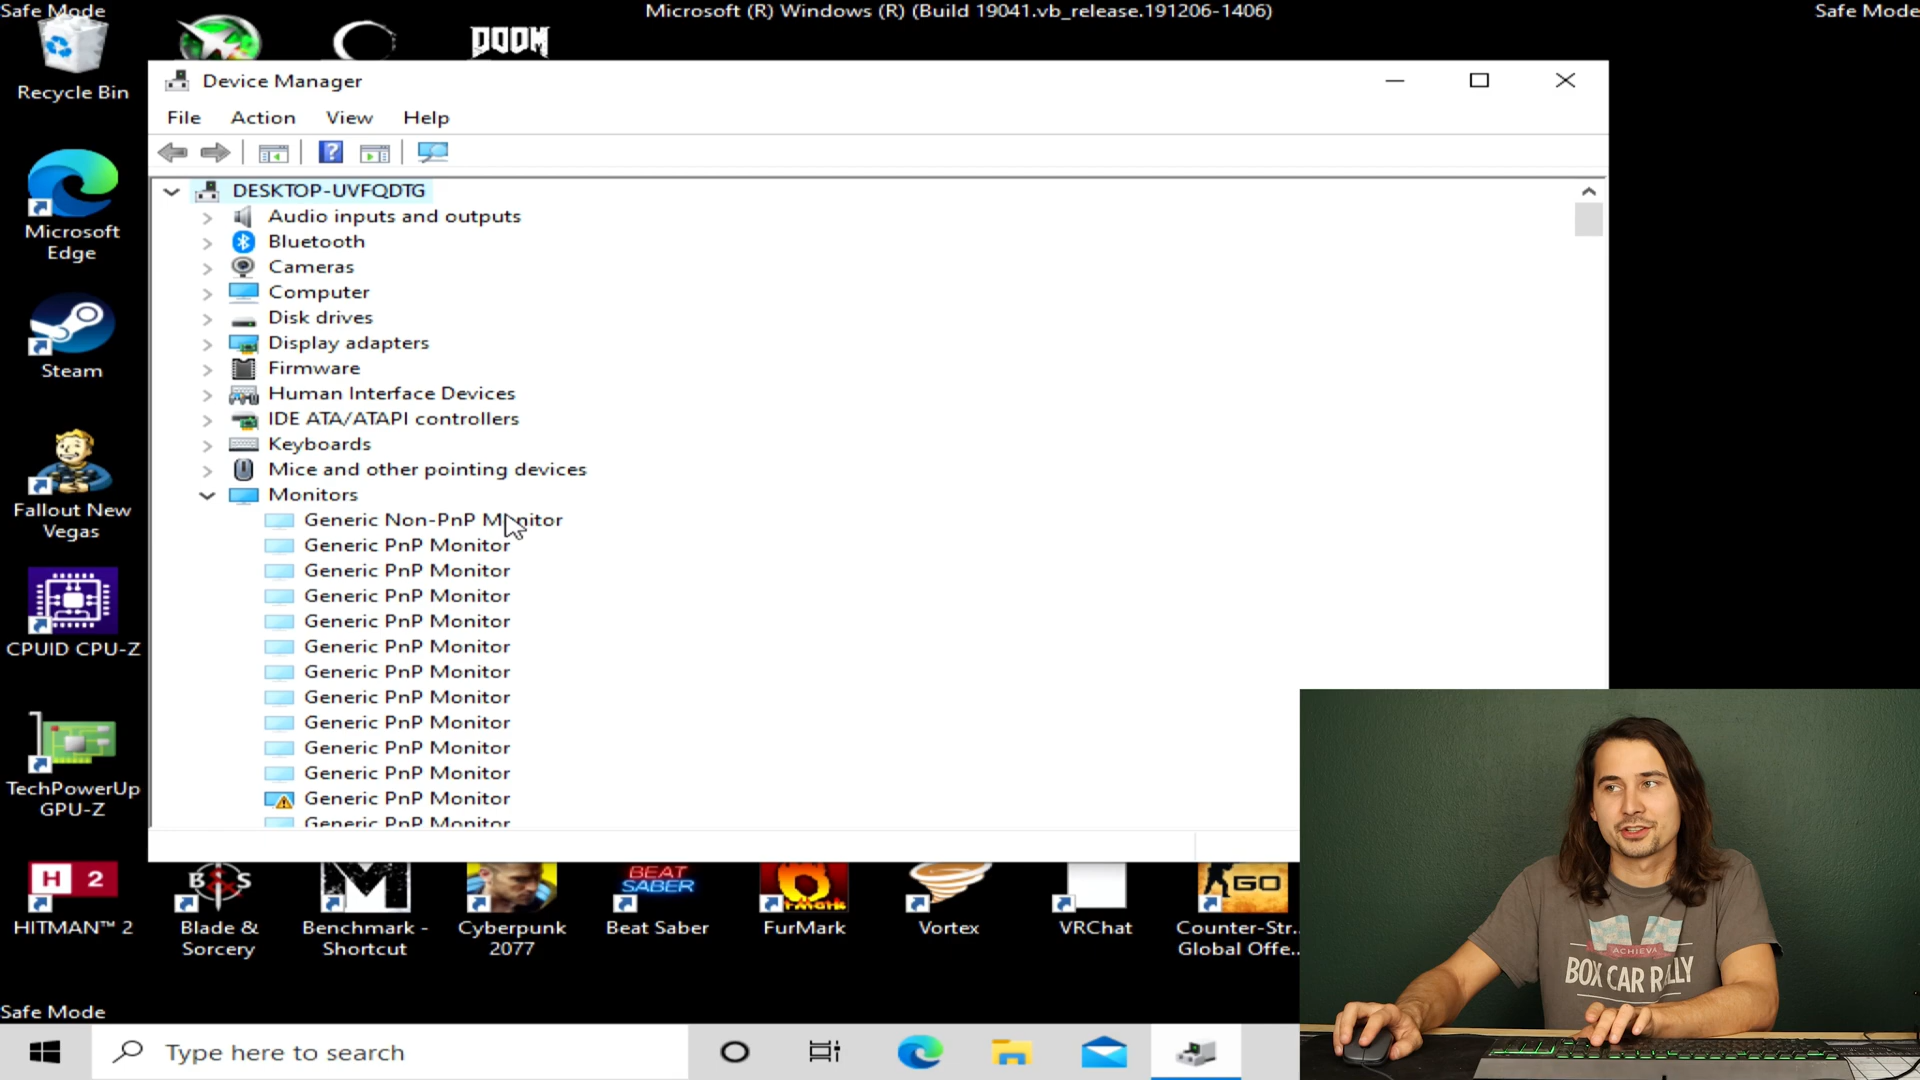 Safe Mode
Microsoft (R) Windows (R) (Build 19041.vb_release.191206-1406)
Safe Mode
DOOM
Recycle Bin
Device Manager
File Action View Help
DESKTOP-UVFQDTG
Audio inputs and outputs
Bluetooth
Cameras
Computer
Disk drives
Display adapters
Firmware
Human Interface Devices
IDE ATA/ATAPI controllers
Keyboards
Mice and other pointing devices
Monitors
Generic Non-PnP Monitor
Generic PnP Monitor
Generic PnP Monitor
Generic PnP Monitor
Generic PnP Monitor
Generic PnP Monitor
Generic PnP Monitor
Generic PnP Monitor
Generic PnP Monitor
Generic PnP Monitor
Generic PnP Monitor
Generic PnP Monitor
Generic PnP Monitor
Microsoft
Edge
Steam
Fallout New
Vegas
CPUID CPU-Z
TechPowerUp
GPU-Z
H 2
HITMAN™ 2
B&S
Blade &
Sorcery
M
Benchmark -
Shortcut
Cyberpunk
2077
BEAT
SABER
Beat Saber
FurMark
FurMark
Vortex
VRChat
GO
Counter-Str...
Global Offe...
ACHIEVA
BOX CAR RALLY
Safe Mode
Type here to search